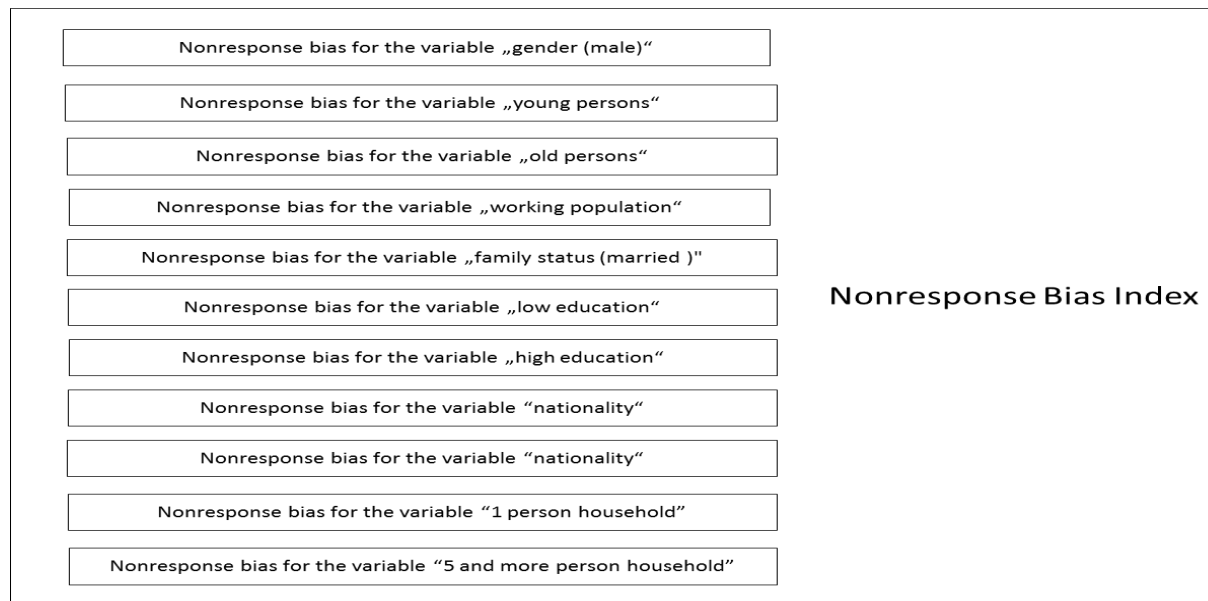 Nonresponse bias for the variable „gender (male)“
Nonresponse bias for the variable „young persons“
Nonresponse bias for the variable „old persons“
Nonresponse bias for the variable „working population“
Nonresponse bias for the variable „family status (married )"
Nonresponse bias for the variable „low education“
Nonresponse Bias Index
Nonresponse bias for the variable „high education“
Nonresponse bias for the variable “nationality“
Nonresponse bias for the variable “nationality“
Nonresponse bias for the variable “1 person household”
Nonresponse bias for the variable “5 and more person household”